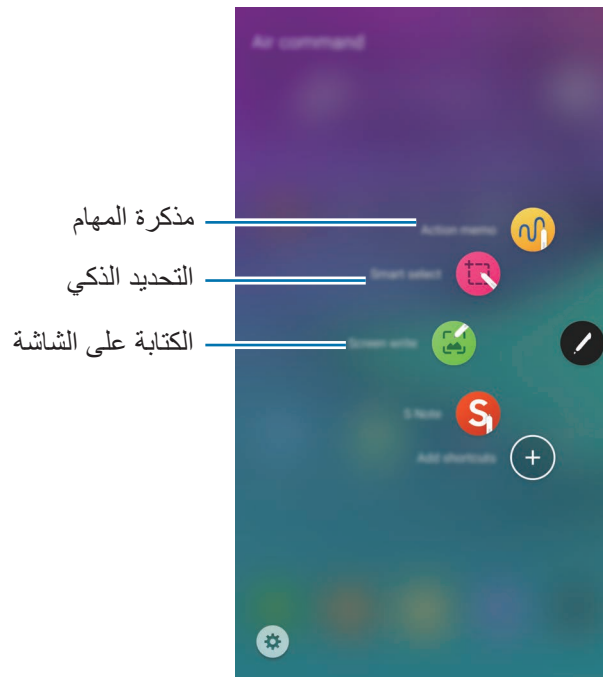 Air command
مذكرة المهام
Action memo
التحديد الذكي
Smart select
الكتابة على الشاشة
Screen write
S Note
Add shortcuts